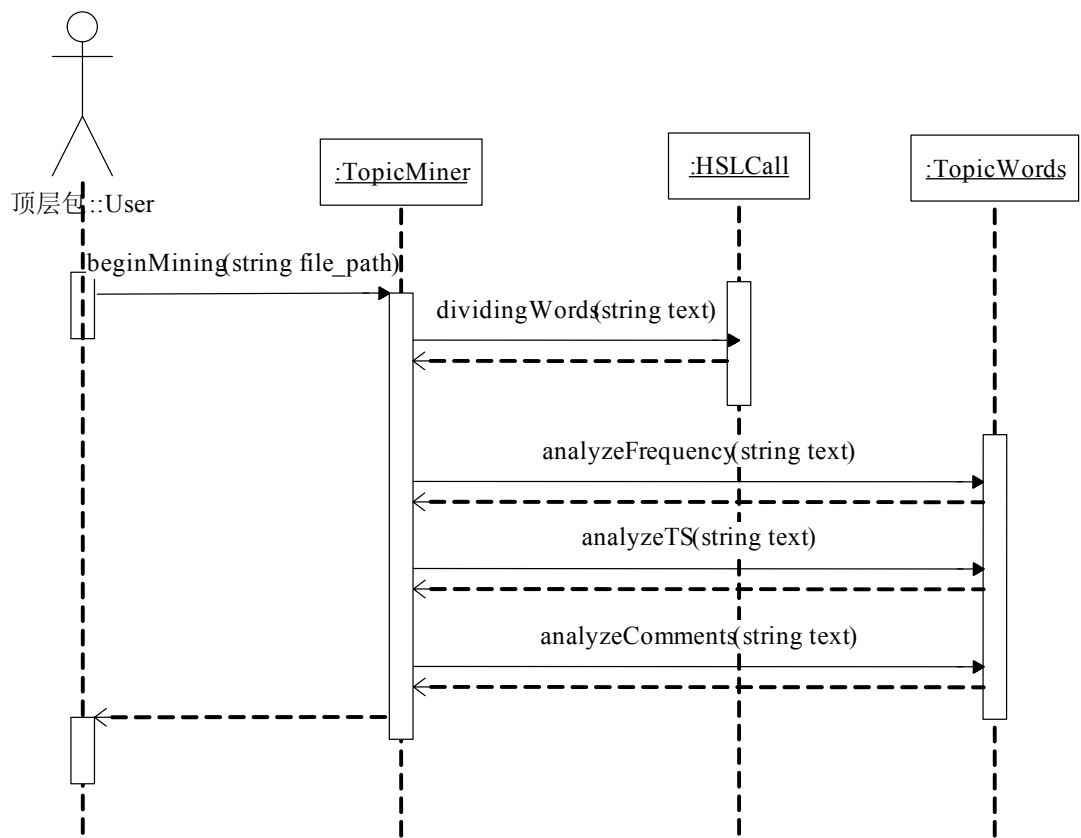 :TopicMiner
:HSLCall
:TopicWords
顶层包::User
beginMining(string file_path)
dividingWords(string text)
analyzeFrequency(string text)
analyzeTS(string text)
analyzeComments(string text)